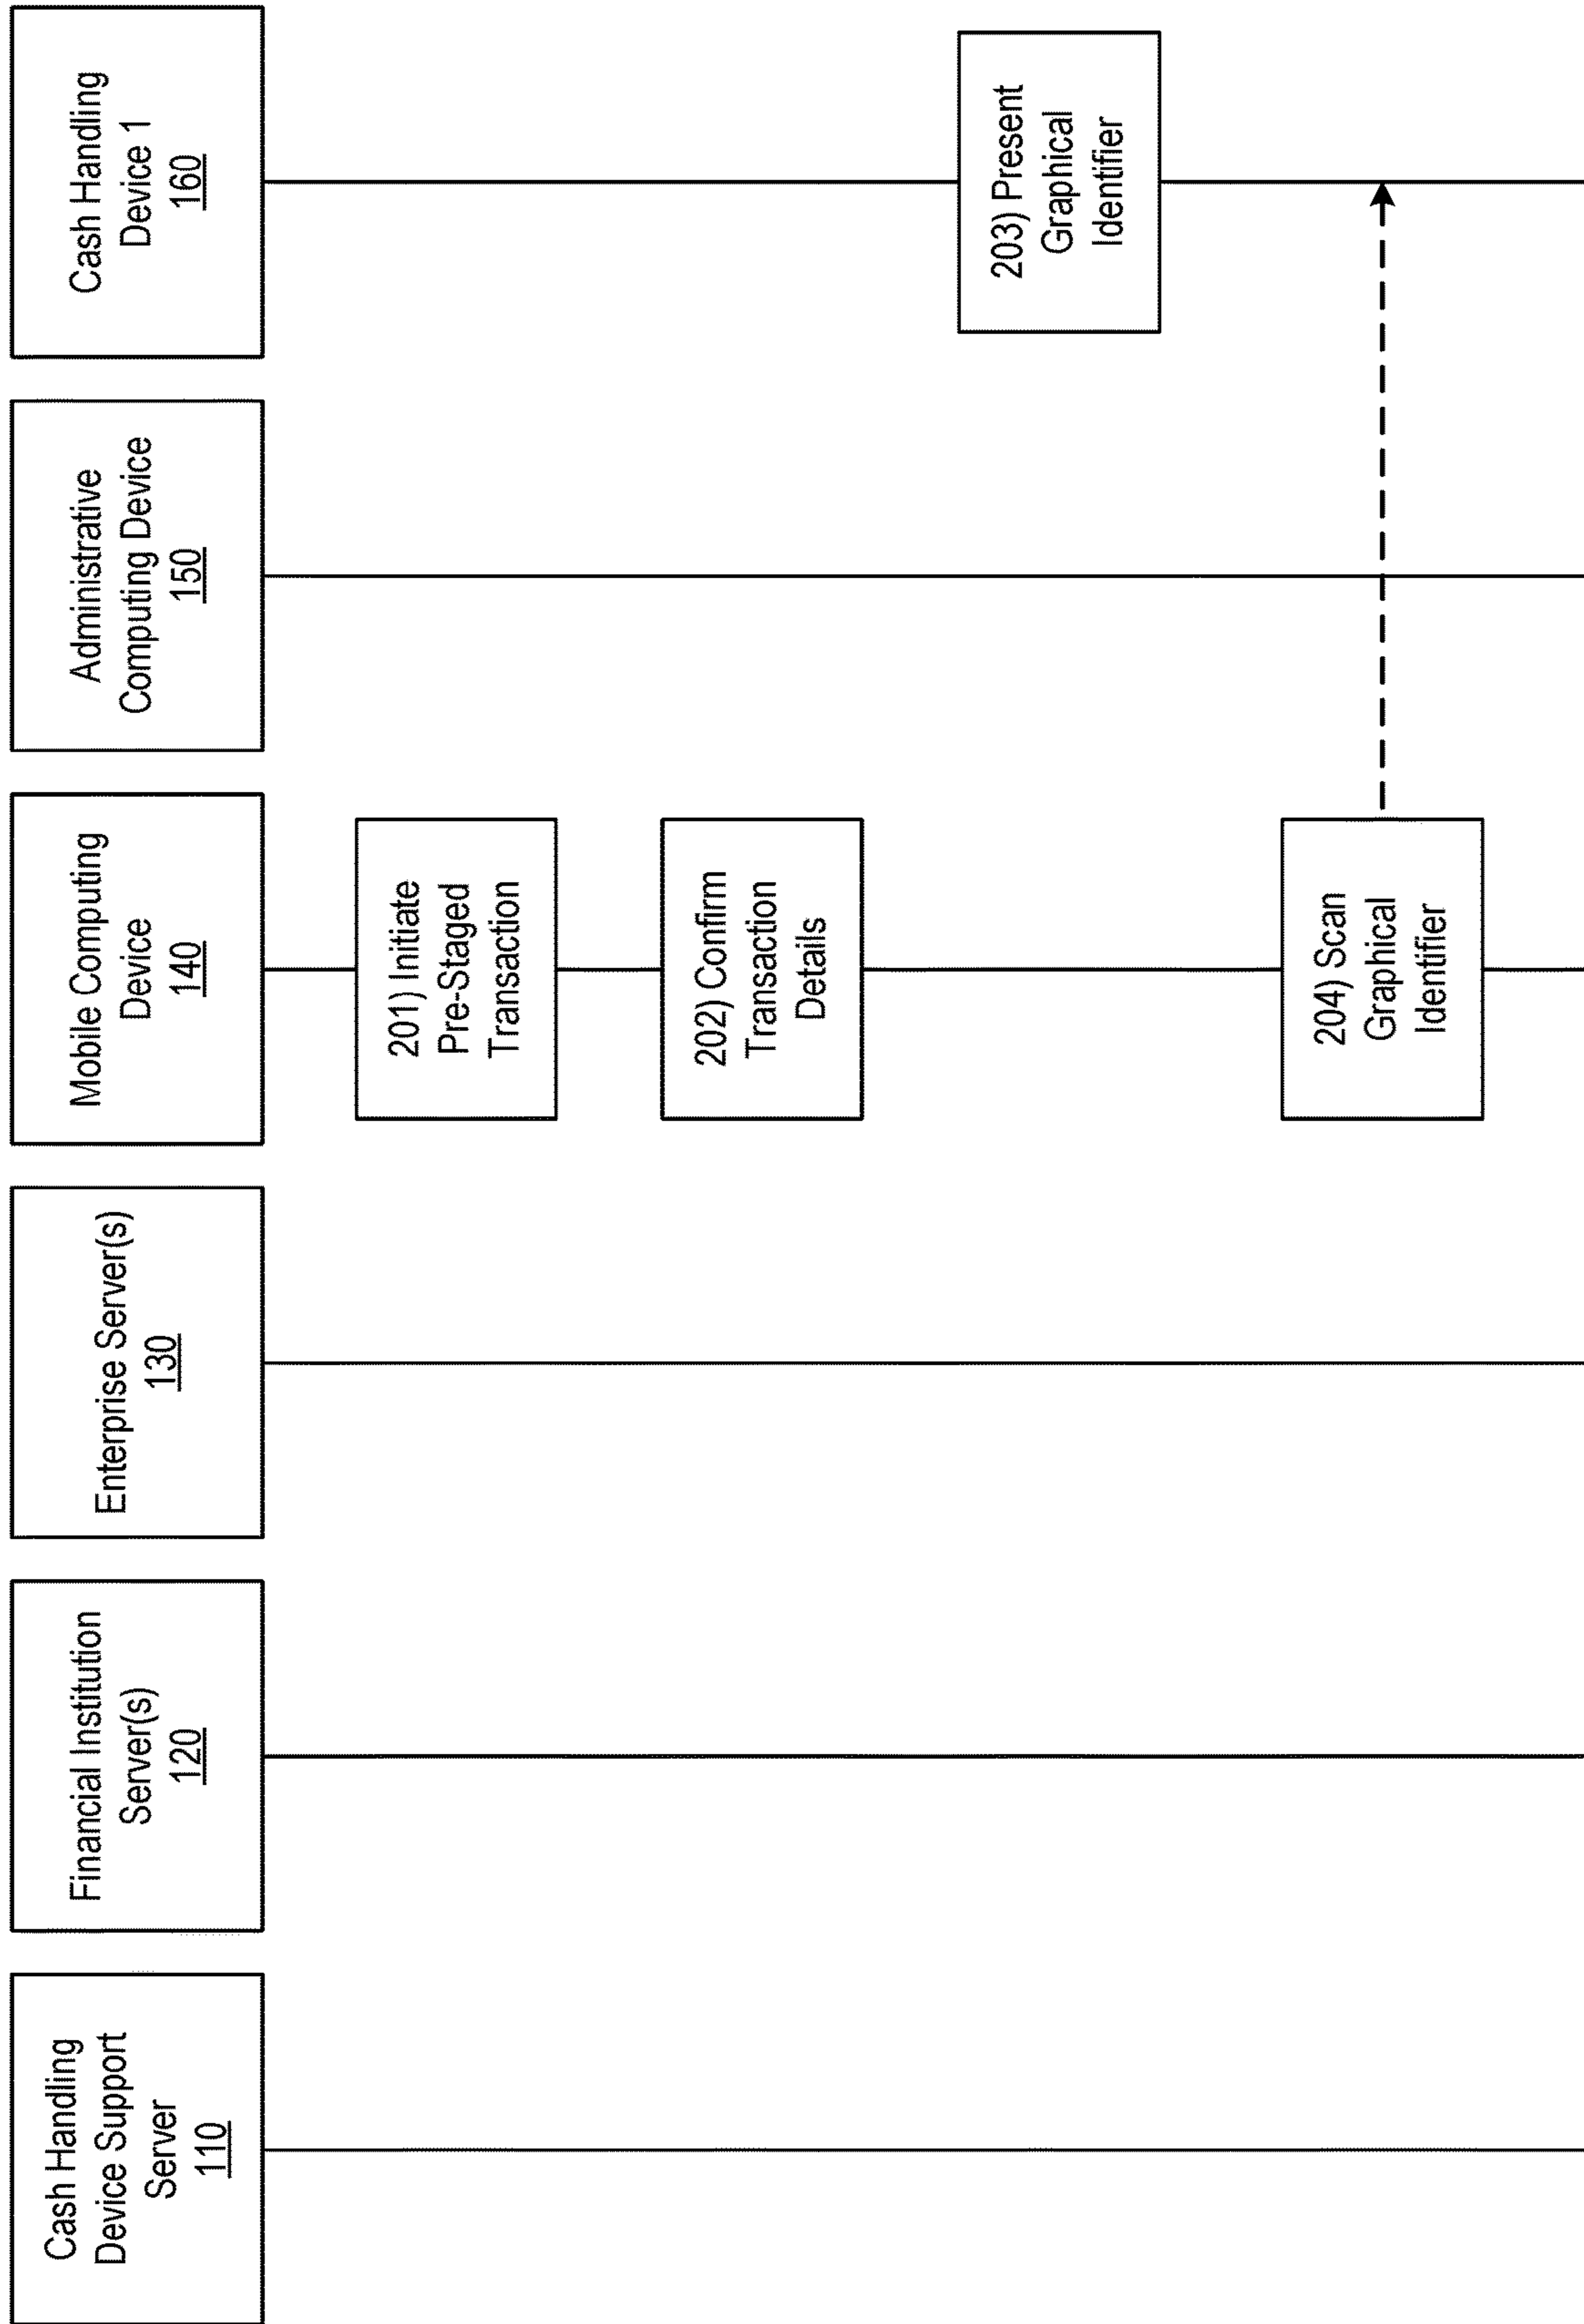 Cash Handling
Device Support
Server
110
Financial Institution
Server(s)
120
Enterprise Server(s)
130
Mobile Computing
Device
140
Administrative
Computing Device
150
Cash Handling
Device 1
160
201) Initiate
Pre-Staged
Transaction
202) Confirm
Transaction
Details
203) Present
Graphical
Identifier
204) Scan
Graphical
Identifier